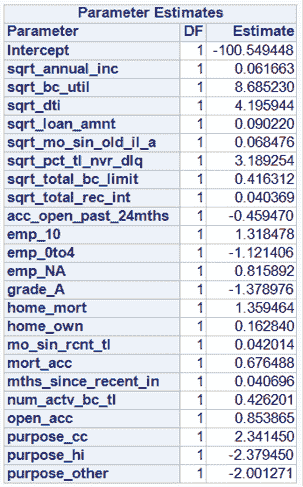 Parameter Estimates
Parameter DF Estimate
Intercept 1 -100.549448
sqrt_annual_inc 1 0.061663
sqrt_bc_util 1 8.685230
sqrt_dti 1 4.195944
sqrt_loan_amnt 1 0.090220
sqrt_mo_sin_old_il_a 1 0.068476
sqrt_pct_tl_nvr_dlq 1 3.189254
sqrt_total_bc_limit 1 0.416312
sqrt_total_rec_int 1 0.040369
acc_open_past_24mths 1 -0.459470
emp_10 1 1.318478
emp_0to4 1 -1.121406
emp_NA 1 0.815892
grade_A 1 -1.378976
home_mort 1 1.359464
home_own 1 0.162840
mo_sin_rcnt_tl 1 0.042014
mort_acc 1 0.676488
mths_since_recent_in 1 0.040696
num_actv_bc_tl 1 0.426201
open_acc 1 0.853865
purpose_cc 1 2.341450
purpose_hi 1 -2.379450
purpose_other 1 -2.001271